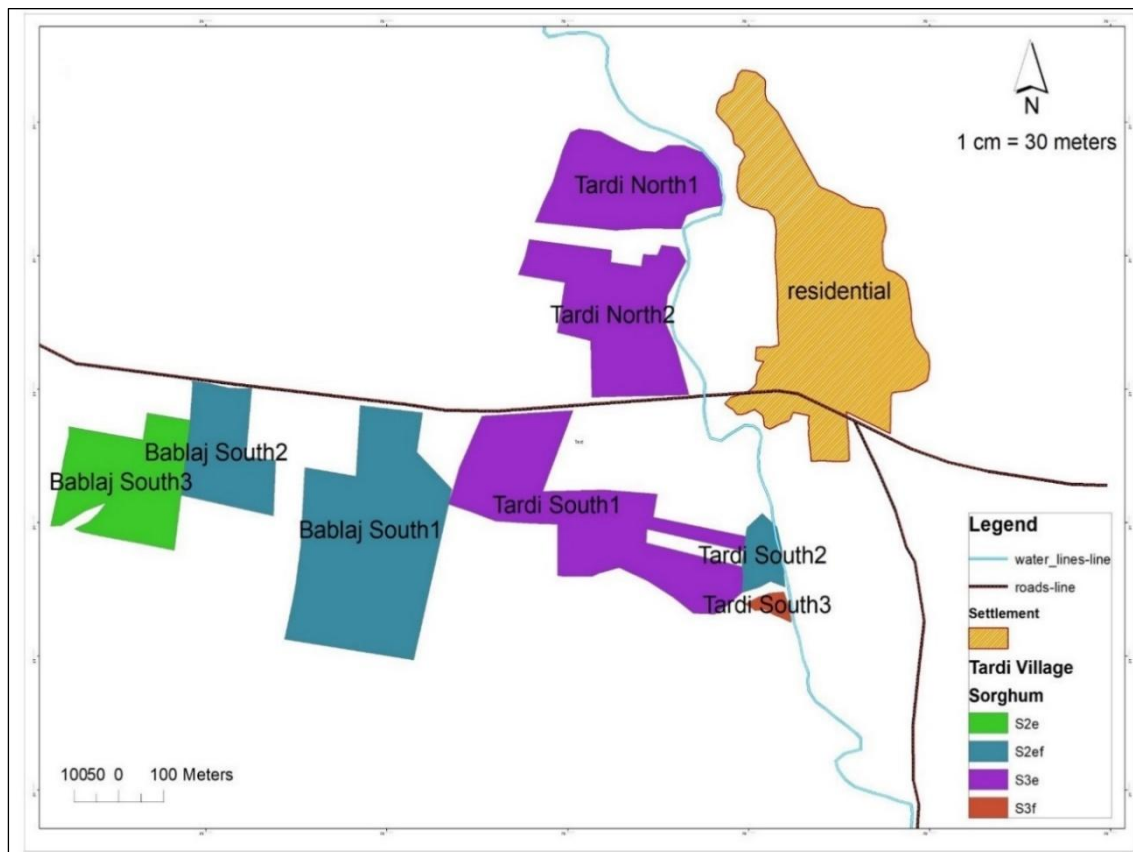 N
1 cm = 30 meters
Tardi North1
residential
Tardi North2
Bablaj South2
Bablaj South3
Tardi South1
Bablaj South1
Tardi South2
Tardi South3
Legend
water_lines-line
roads-line
Settlement
Tardi Village
Sorghum
S2e
S2ef
S3e
S3f
10050 0 100 Meters